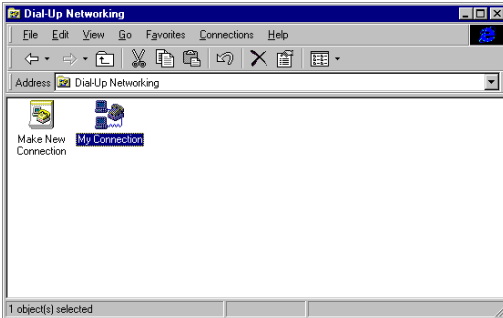 Dial-Up Networking
File Edit View Go Favorites Connections Help
Address Dial-Up Networking
Make New My Connection
Connection
1 object(s) selected